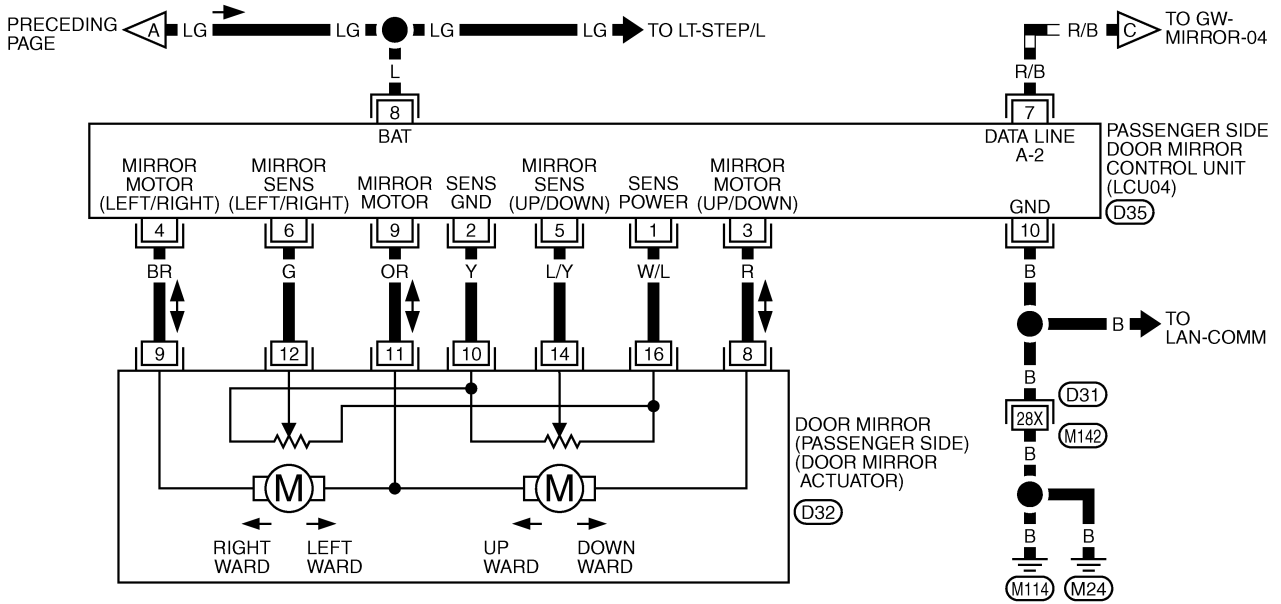 PRECEDING
PAGE
A
LG
LG
LG
LG
TO LT-STEP/L
R/B
C
TO GW-
MIRROR-04
L
R/B
8
7
BAT
DATA LINE
A-2
PASSENGER SIDE
DOOR MIRROR
CONTROL UNIT
(LCU04)
D35
MIRROR
MOTOR
(LEFT/RIGHT)
MIRROR
SENS
(LEFT/RIGHT)
MIRROR
MOTOR
SENS
GND
MIRROR
SENS
(UP/DOWN)
SENS
POWER
MIRROR
MOTOR
(UP/DOWN)
GND
4
6
9
2
5
1
3
10
BR
G
OR
Y
L/Y
W/L
R
B
B
TO
LAN-COMM
9
12
11
10
14
16
8
B
D31
28X
M142
DOOR MIRROR
(PASSENGER SIDE)
(DOOR MIRROR
ACTUATOR)
D32
B
M
M
RIGHT
WARD
LEFT
WARD
UP
WARD
DOWN
WARD
B
B
M114
M24